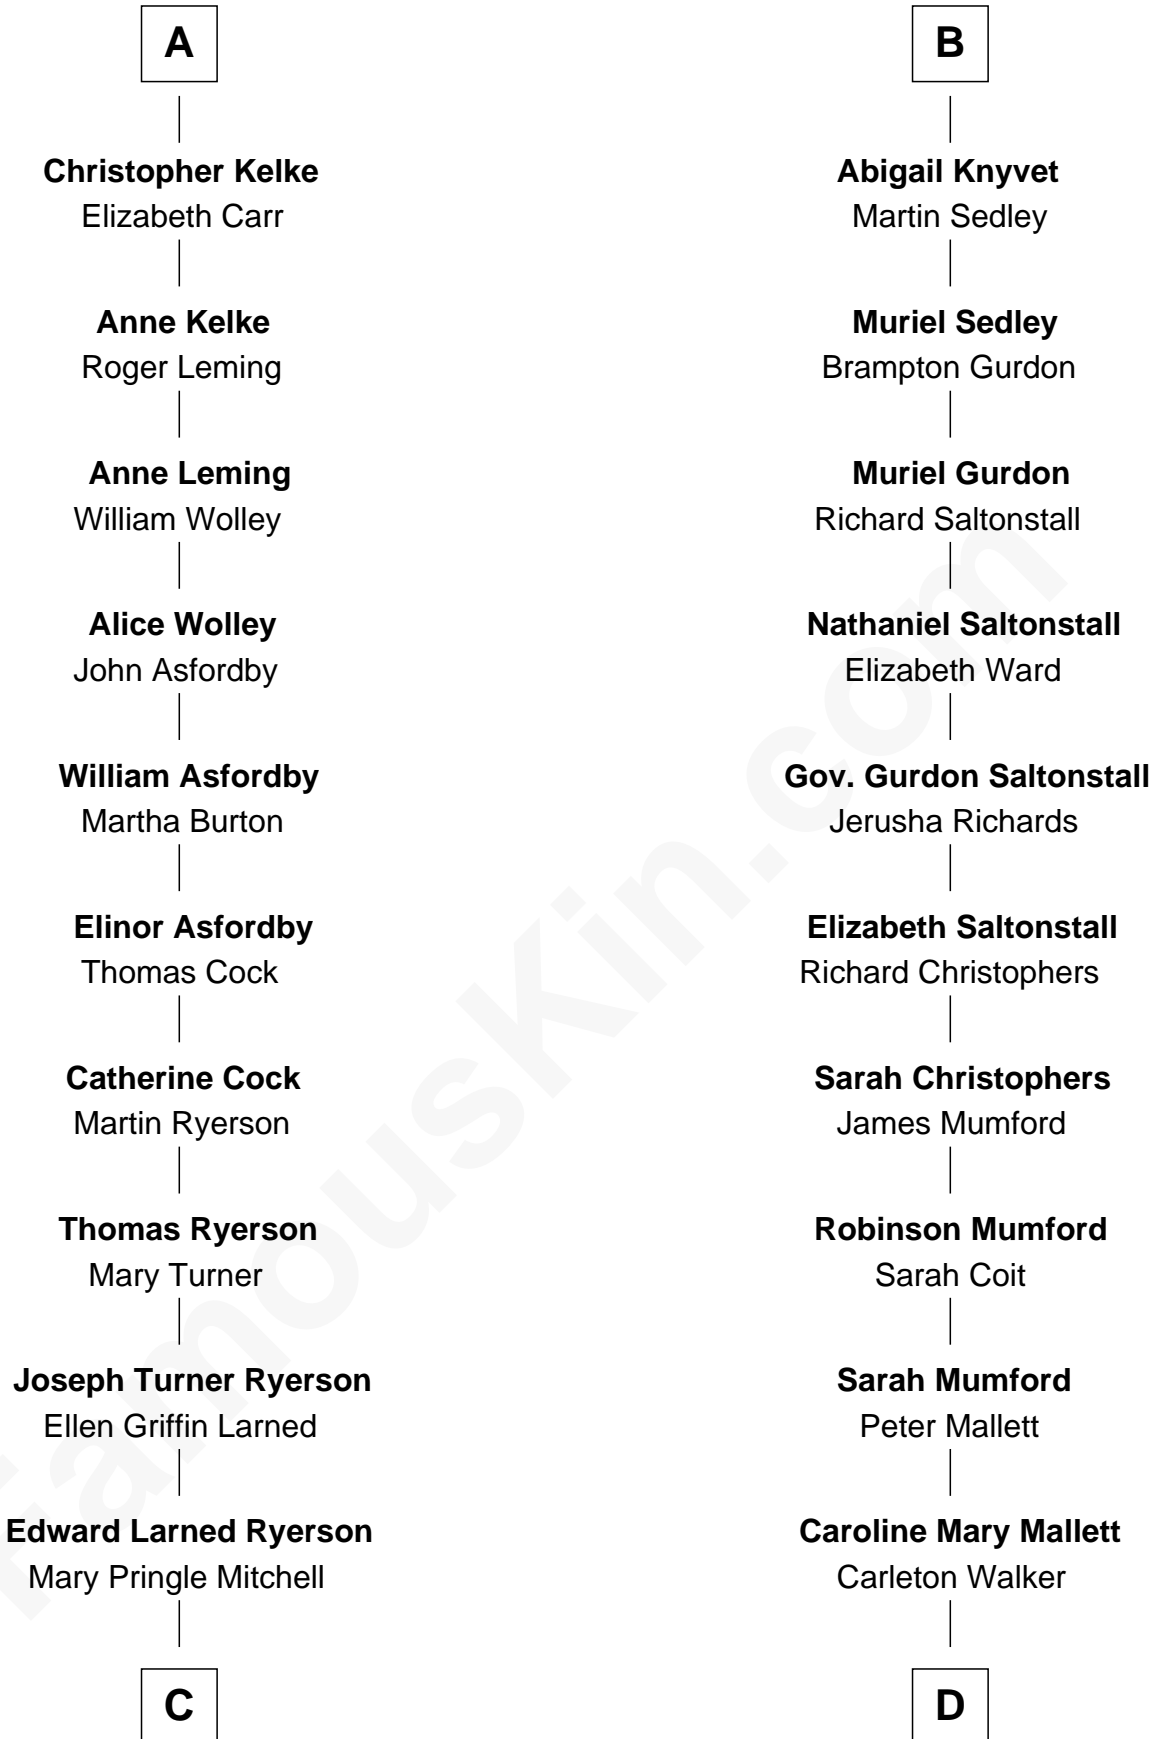 A
Christopher Kelke
Elizabeth Carr
Anne Kelke
Roger Leming
Anne Leming
William Wolley
Alice Wolley
John Asfordby
William Asfordby
Martha Burton
Elinor Asfordby
Thomas Cock
Catherine Cock
Martin Ryerson
Thomas Ryerson
Mary Turner
Joseph Turner Ryerson
Ellen Griffin Larned
Edward Larned Ryerson
Mary Pringle Mitchell
C
B
Abigail Knyvet
Martin Sedley
Muriel Sedley
Brampton Gurdon
Muriel Gurdon
Richard Saltonstall
Nathaniel Saltonstall
Elizabeth Ward
Gov. Gurdon Saltonstall
Jerusha Richards
Elizabeth Saltonstall
Richard Christophers
Sarah Christophers
James Mumford
Robinson Mumford
Sarah Coit
Sarah Mumford
Peter Mallett
Caroline Mary Mallett
Carleton Walker
D
FamousKin.com